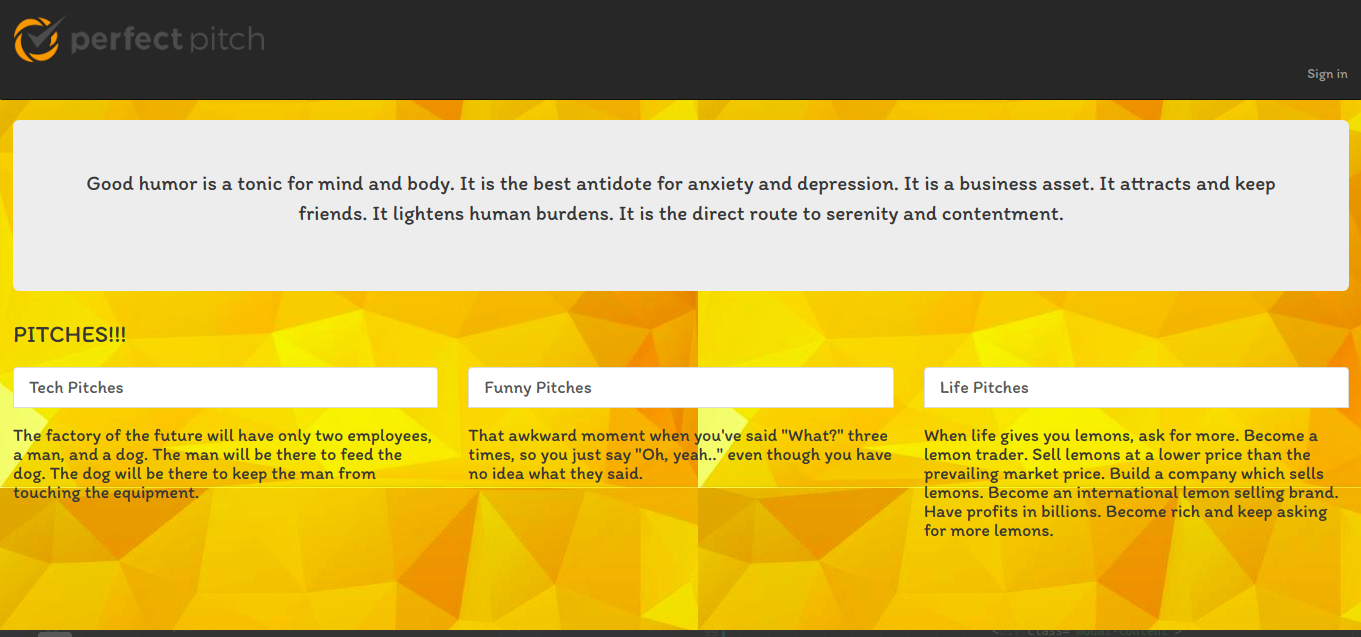 perfect pitch
Sign in
Good humor is a tonic for mind and body. It is the best antidote for anxiety and depression. It is a business asset. It attracts and keep
friends. It lightens human burdens. It is the direct route to serenity and contentment.
PITCHES!!!
Tech Pitches
The factory of the future will have only two employees,
a man, and a dog. The man will be there to feed the
dog. The dog will be there to keep the man from
touching the equipment.
Funny Pitches
That awkward moment when you've said "What?" three
times, so you just say "Oh, yeah.." even though you have
no idea what they said.
Life Pitches
When life gives you lemons, ask for more. Become a
lemon trader. Sell lemons at a lower price than the
prevailing market price. Build a company which sells
lemons. Become an international lemon selling brand.
Have profits in billions. Become rich and keep asking
for more lemons.